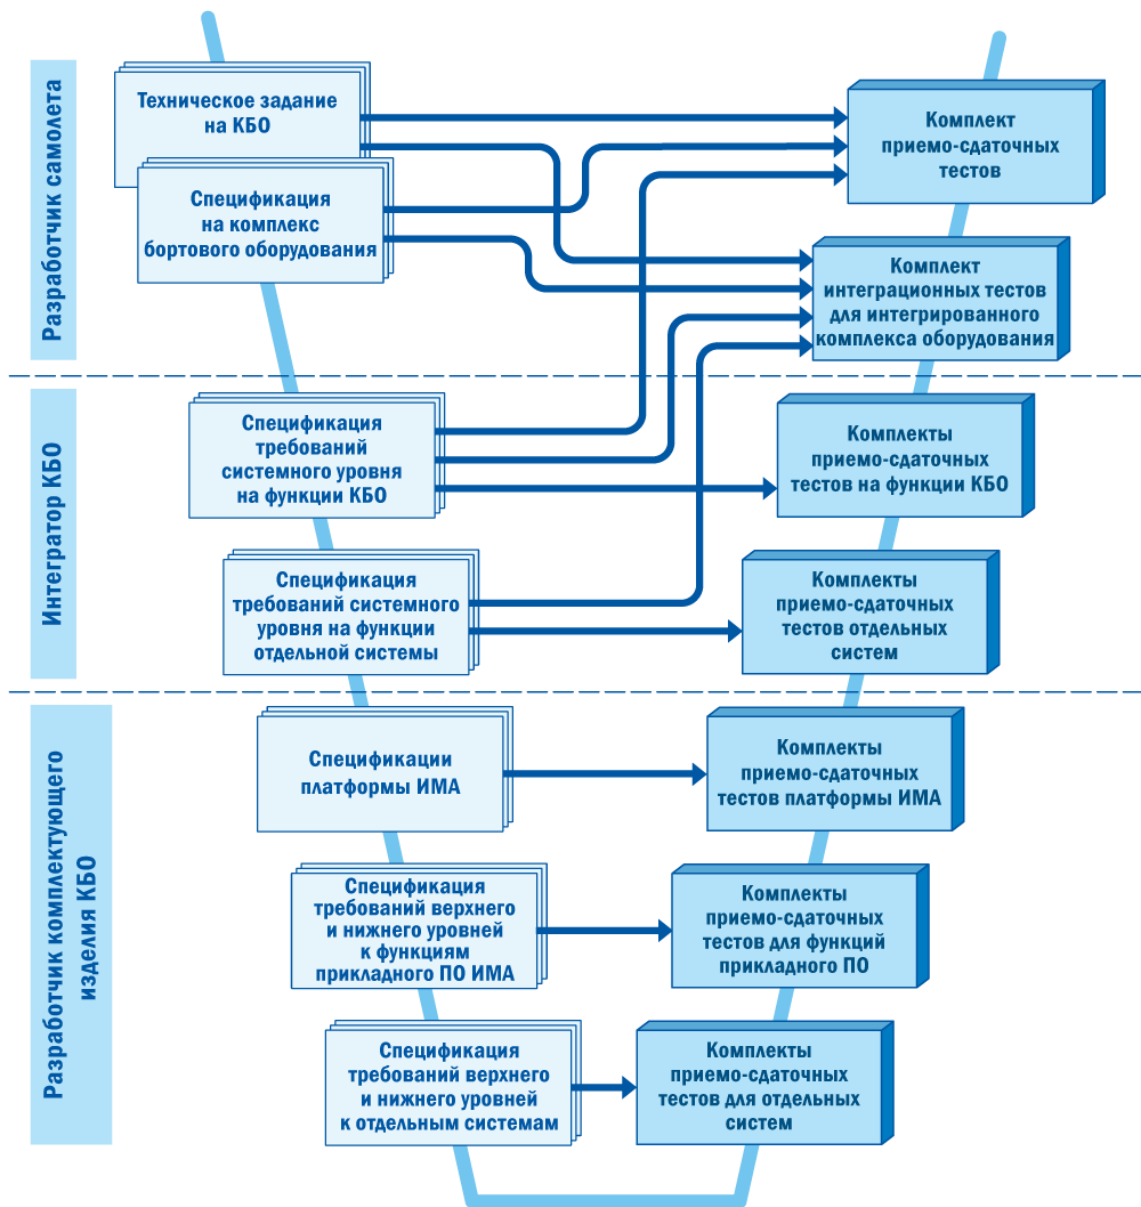 Разработчик самолета
Техническое задание
на КБО
Спецификация
на комплекс
бортового оборудования
Комплект
приемо-сдаточных
тестов
Комплект
интеграционных тестов
для интегрированного
комплекса оборудования
Интегратор КБО
Спецификация
требований
системного уровня
на функции КБО
Комплекты
приемо-сдаточных
тестов на функции КБО
Спецификация
требований системного
уровня на функции
отдельной системы
Комплекты
приемо-сдаточных
тестов отдельных
систем
Разработчик комплектующего
изделия КБО
Спецификации
платформы ИМА
Комплекты
приемо-сдаточных
тестов платформы ИМА
Спецификация
требований верхнего
и нижнего уровней
к функциям
прикладного ПО ИМА
Комплекты
приемо-сдаточных
тестов для функций
прикладного ПО
Спецификация
требований верхнего
и нижнего уровней
к отдельным системам
Комплекты
приемо-сдаточных
тестов для отдельных
систем